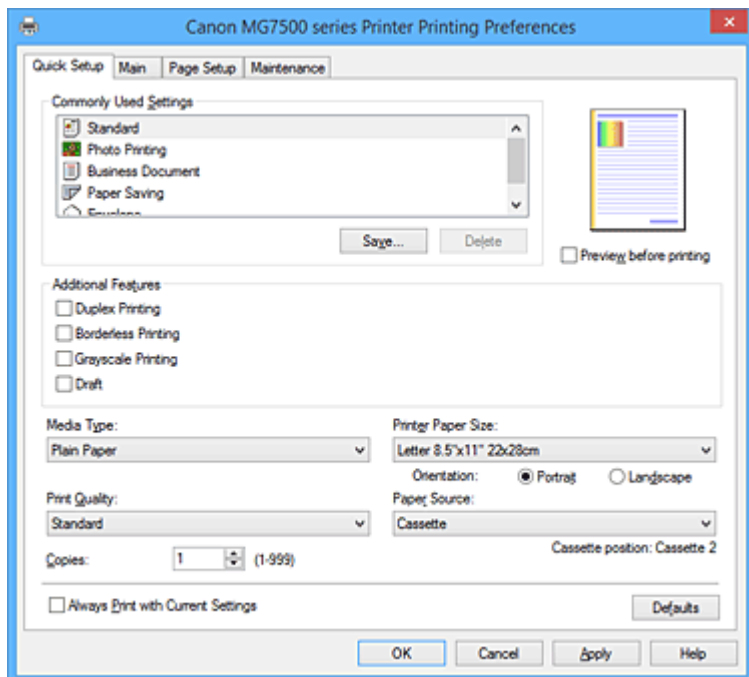 Canon MG7500 series Printer Printing Preferences
Quick Setup Main Page Setup Maintenance
Commonly Used Settings
Standard
Photo Printing
Business Document
Paper Saving
Envelope
Save... Delete
Preview before printing
Additional Features
Duplex Printing
Borderless Printing
Grayscale Printing
Draft
Media Type: Printer Paper Size:
Plain Paper Letter 8.5"x11" 22x28cm
Orientation: Portrait Landscape
Print Quality: Paper Source:
Standard Cassette
Cassette position: Cassette 2
Copies: 1 (1-999)
Always Print with Current Settings Defaults
OK Cancel Apply Help